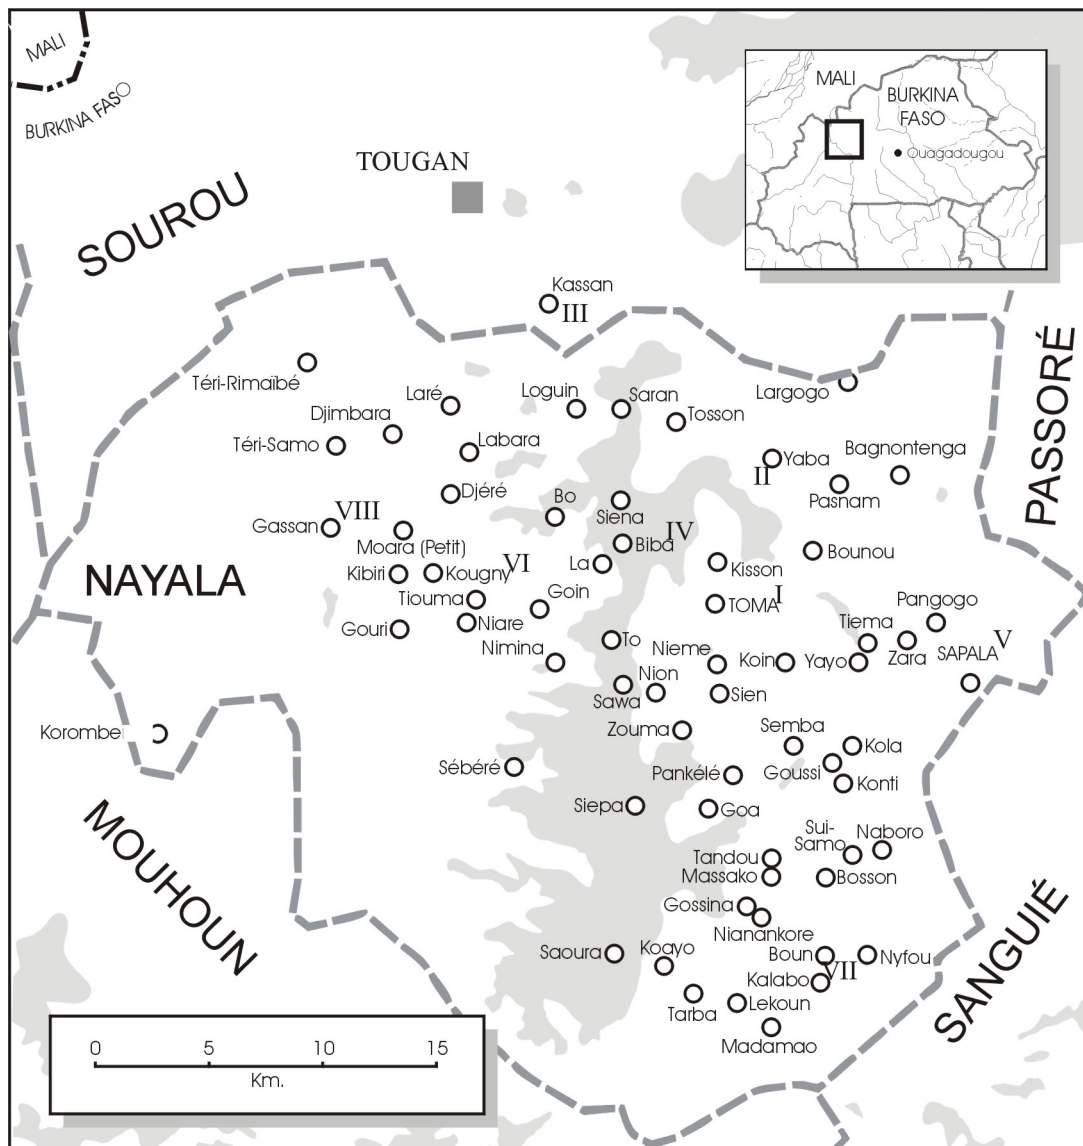 MALI
BURKINA FASO
MALI
BURKINA
FASO
Ouagadougou
TOUGAN
SOUROU
Kassan
III
PASSORÉ
Téri-Rimaïbé
Laré
Loguin
Saran
Largogo
Djimbara
Tosson
Téri-Samo
Labara
Yaba
Bagnontenga
II
Pasnam
Djéré
Bo
Siena
Gassan
VIII
IV
Moara (Petit)
Biba
Bounou
VI
La
Kisson
NAYALA
Kibiri
Kougny
Tiouma
Goin
TOMA
I
Pangogo
Gouri
Niare
To
Tiema
Zara
SAPALA
V
Nimina
Nieme
Koin
Yayo
Nion
Sawa
Sien
Korombe
Zouma
Semba
Kola
Sébéré
Pankélé
Goussi
Konti
MOUHOUN
Siepa
Goa
Sui-
Samo
Naboro
Tandou
Massako
Bosson
Gossina
Nianankore
SANGUIÉ
Saoura
Koayo
Boun
Nyfou
Kalabo
VII
Tarba
Lekoun
Madamao
0 5 10 15
Km.